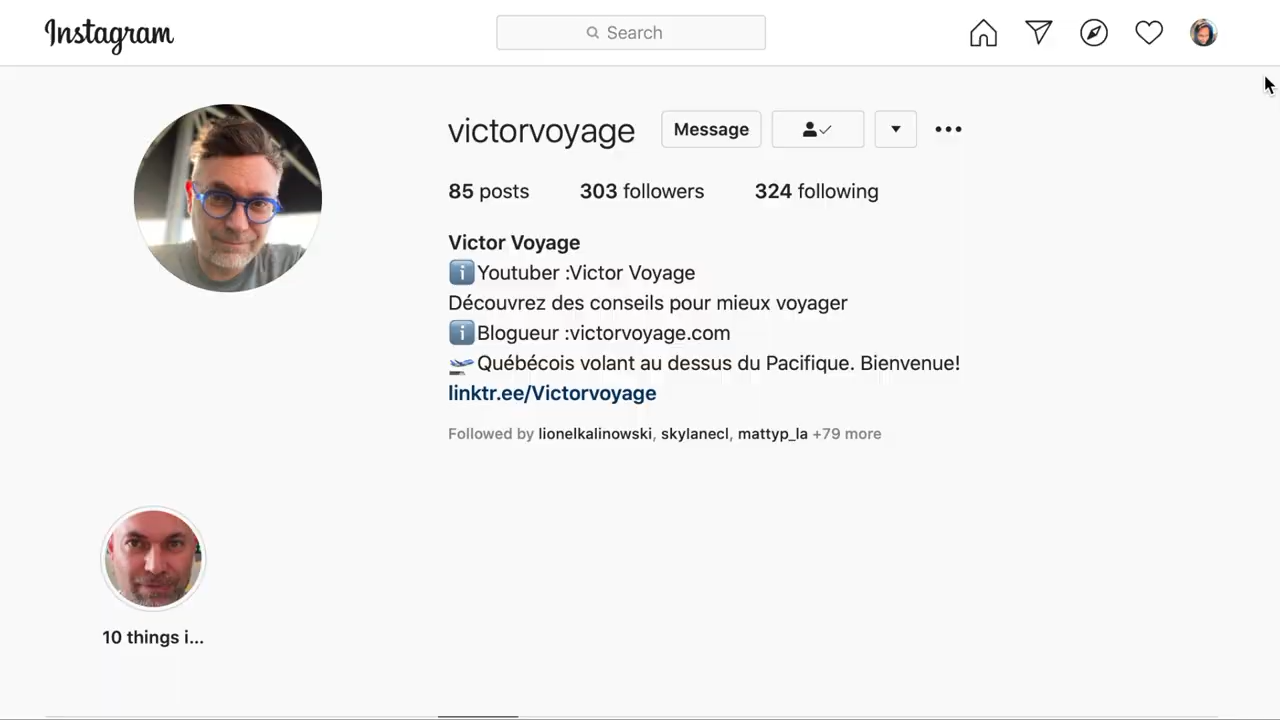 Instagram
Search
victorvoyage
Message
85 posts
303 followers
324 following
Victor Voyage
ℹ️Youtuber :Victor Voyage
Découvrez des conseils pour mieux voyager
ℹ️Blogueur :victorvoyage.com
🛫Québécois volant au dessus du Pacifique. Bienvenue!
linktr.ee/Victorvoyage
Followed by lionelkalinowski, skylanecl, mattyp_la +79 more
10 things i...